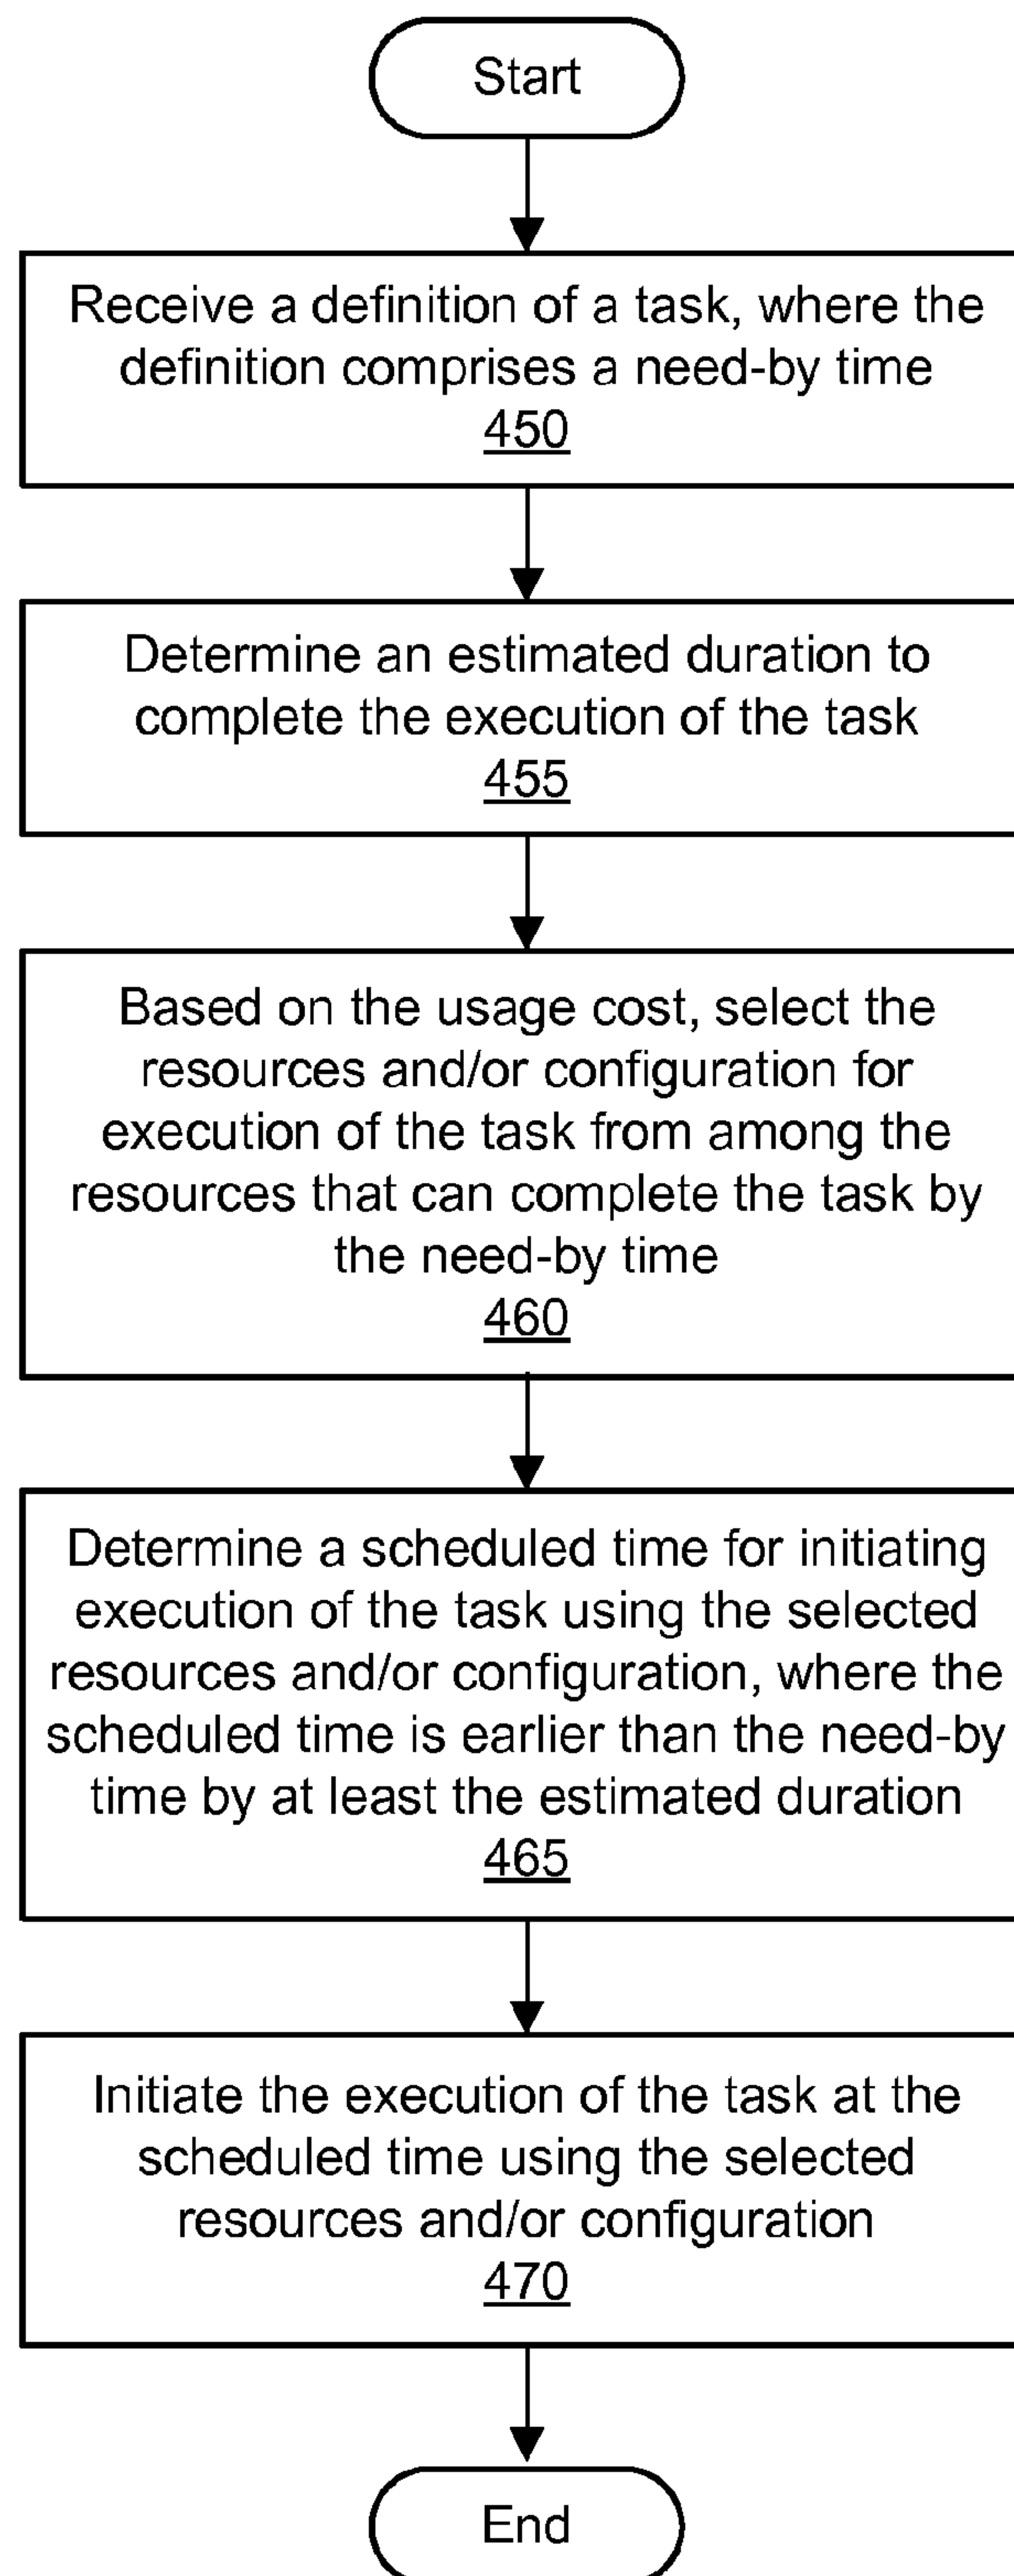 Start
Receive a definition of a task, where the
definition comprises a need-by time
450
Determine an estimated duration to
complete the execution of the task
455
Based on the usage cost, select the
resources and/or configuration for
execution of the task from among the
resources that can complete the task by
the need-by time
460
Determine a scheduled time for initiating
execution of the task using the selected
resources and/or configuration, where the
scheduled time is earlier than the need-by
time by at least the estimated duration
465
Initiate the execution of the task at the
scheduled time using the selected
resources and/or configuration
470
End